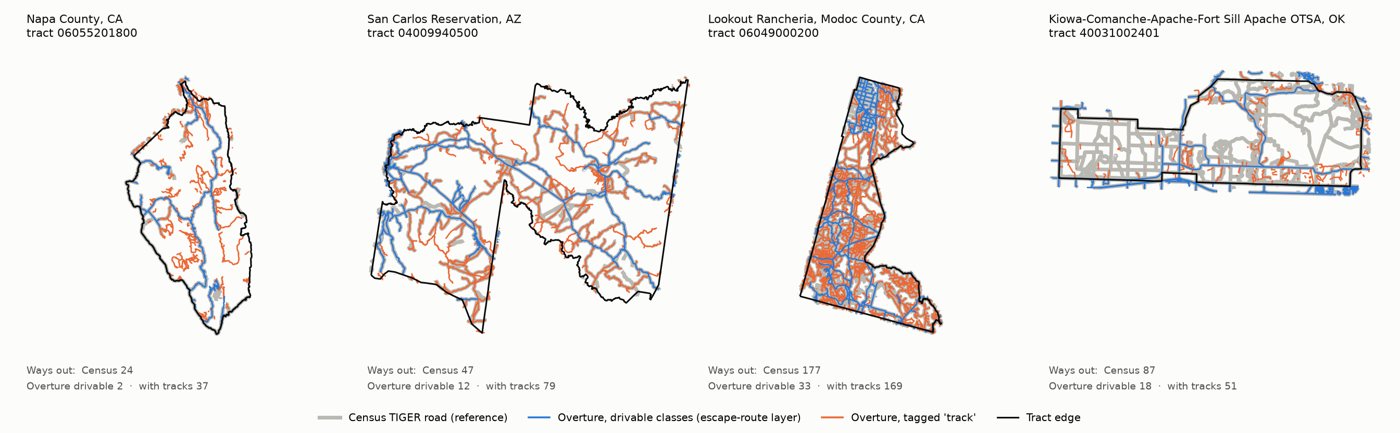 Napa County, CA
tract 06055201800
San Carlos Reservation, AZ
tract 04009940500
Lookout Rancheria, Modoc County, CA
tract 06049000200
Kiowa-Comanche-Apache-Fort Sill Apache OTSA, OK
tract 40031002401
Ways out:  Census 24
Overture drivable 2  ·  with tracks 37
Ways out:  Census 47
Overture drivable 12  ·  with tracks 79
Ways out:  Census 177
Overture drivable 33  ·  with tracks 169
Ways out:  Census 87
Overture drivable 18  ·  with tracks 51
Census TIGER road (reference)
Overture, drivable classes (escape-route layer)
Overture, tagged 'track'
Tract edge